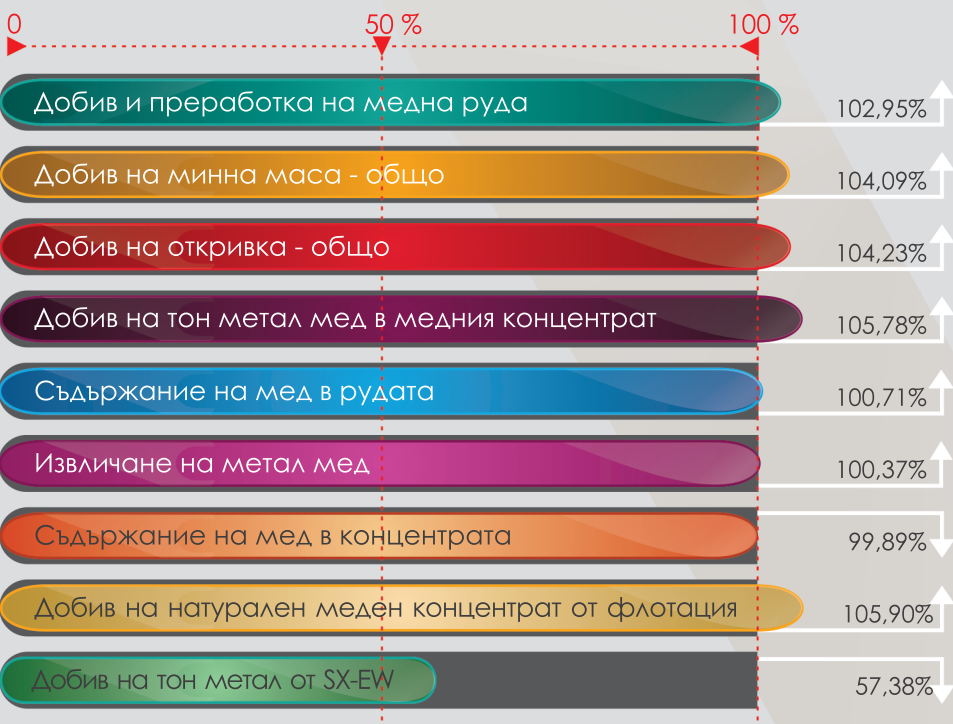 0 50 % 100 %
Добив и преработка на медна руда 102,95%
Добив на минна маса - общо 104,09%
Добив на откривка - общо 104,23%
Добив на тон метал мед в медния концентрат 105,78%
Съдържание на мед в рудата 100,71%
Извличане на метал мед 100,37%
Съдържание на мед в концентрата 99,89%
Добив на натурален меден концентрат от флотация 105,90%
Добив на тон метал от SX-EW 57,38%